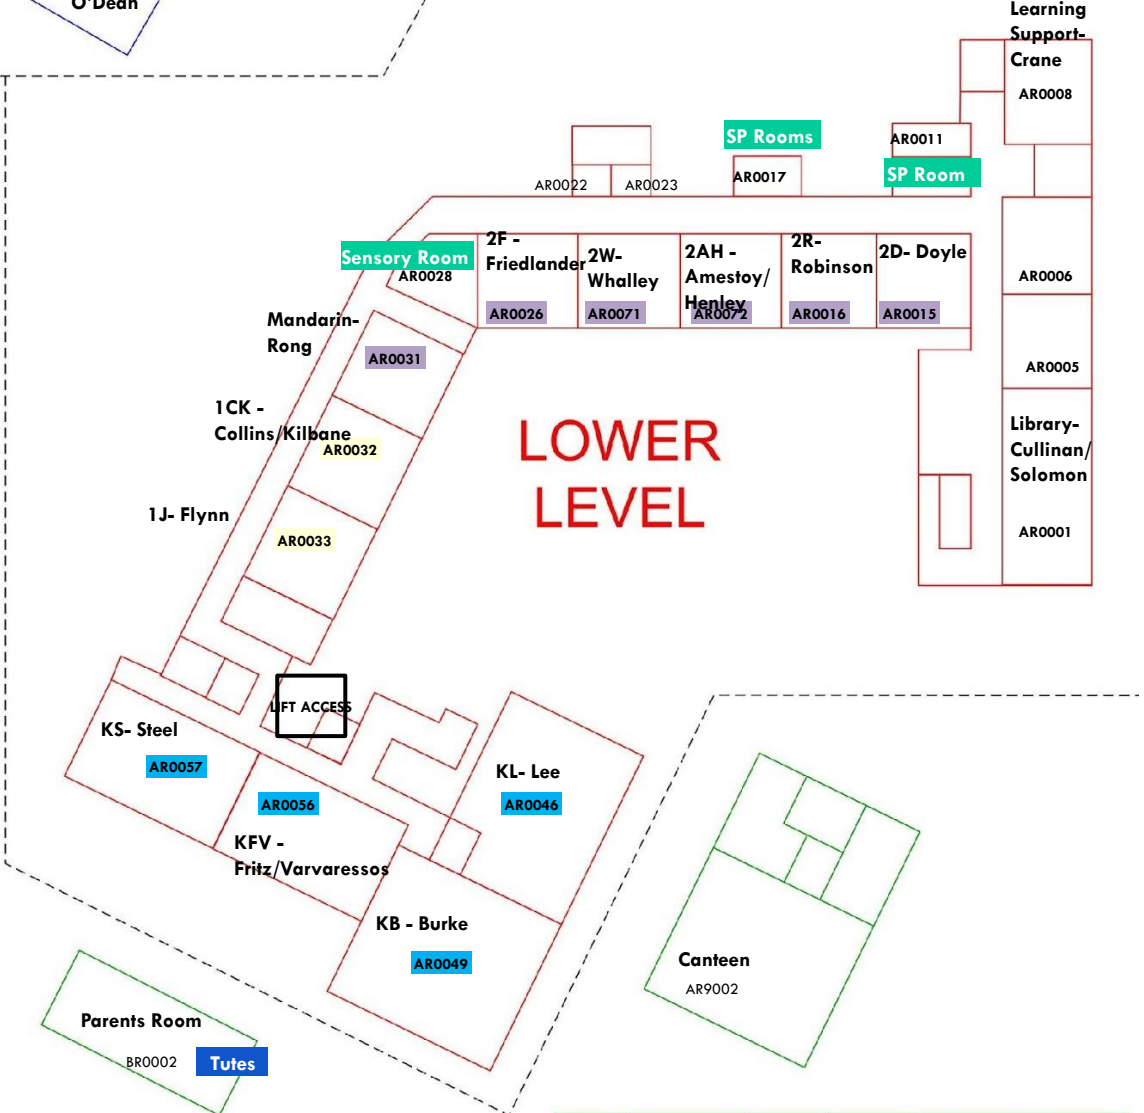 O'Dean
Learning
Support-
Crane
AR0008
SP Rooms
AR0011
AR0017
SP Room
AR0022
AR0023
2F -
Friedlander
2W-
Whalley
2AH -
Amestoy/
Henley
2R-
Robinson
2D- Doyle
Sensory Room
AR0028
AR0006
AR0026
AR0071
AR0072
AR0016
AR0015
Mandarin-
Rong
AR0031
AR0005
1CK -
Collins/Kilbane
AR0032
LOWER
LEVEL
Library-
Cullinan/
Solomon
AR0001
1J- Flynn
AR0033
LIFT ACCESS
KS- Steel
AR0057
AR0056
KFV -
Fritz/Varvaressos
KL- Lee
AR0046
KB - Burke
AR0049
Canteen
AR9002
Parents Room
BR0002
Tutes